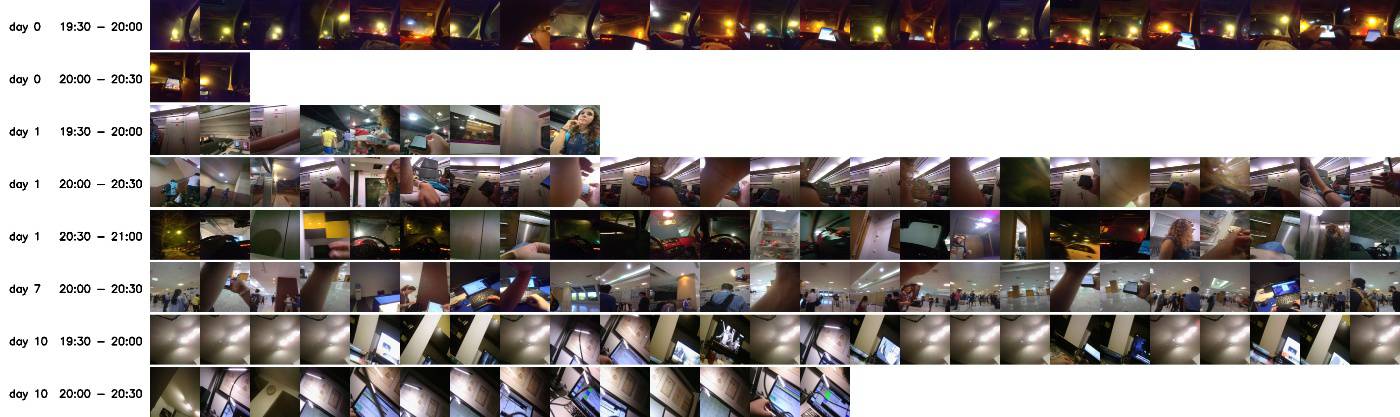 day 0 19:30 – 20:00
day 0 20:00 – 20:30
day 1 19:30 – 20:00
day 1 20:00 – 20:30
day 1 20:30 – 21:00
day 7 20:00 – 20:30
day 10 19:30 – 20:00
day 10 20:00 – 20:30